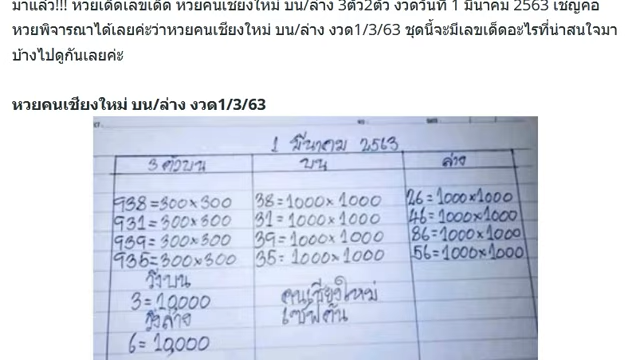 มาแล้ว!!! หวยเด็ดเลขเด็ด หวยคนเชียงใหม่ บน/ล่าง 3ตัว2ตัว งวดวันที่ 1 มีนาคม 2563 เชิญคอ
หวยพิจารณาได้เลยค่ะว่าหวยคนเชียงใหม่ บน/ล่าง งวด1/3/63 ชุดนี้จะมีเลขเด็ดอะไรที่น่าสนใจมา
บ้างไปดูกันเลยค่ะ
หวยคนเชียงใหม่ บน/ล่าง งวด1/3/63
1 มีนาคม 2563
3 ตัวบน บน ล่าง
938=300×300 38=1000×1000 26=1000×1000
931=300×300 31=1000×1000 46=1000×1000
939=300×300 39=1000×1000 86=1000×1000
935=300×300 35=1000×1000 56=1000×1000
วิ่งบน
3=10,000 คนเชียงใหม่
วิ่งล่าง เซฟตัน
6=10,000